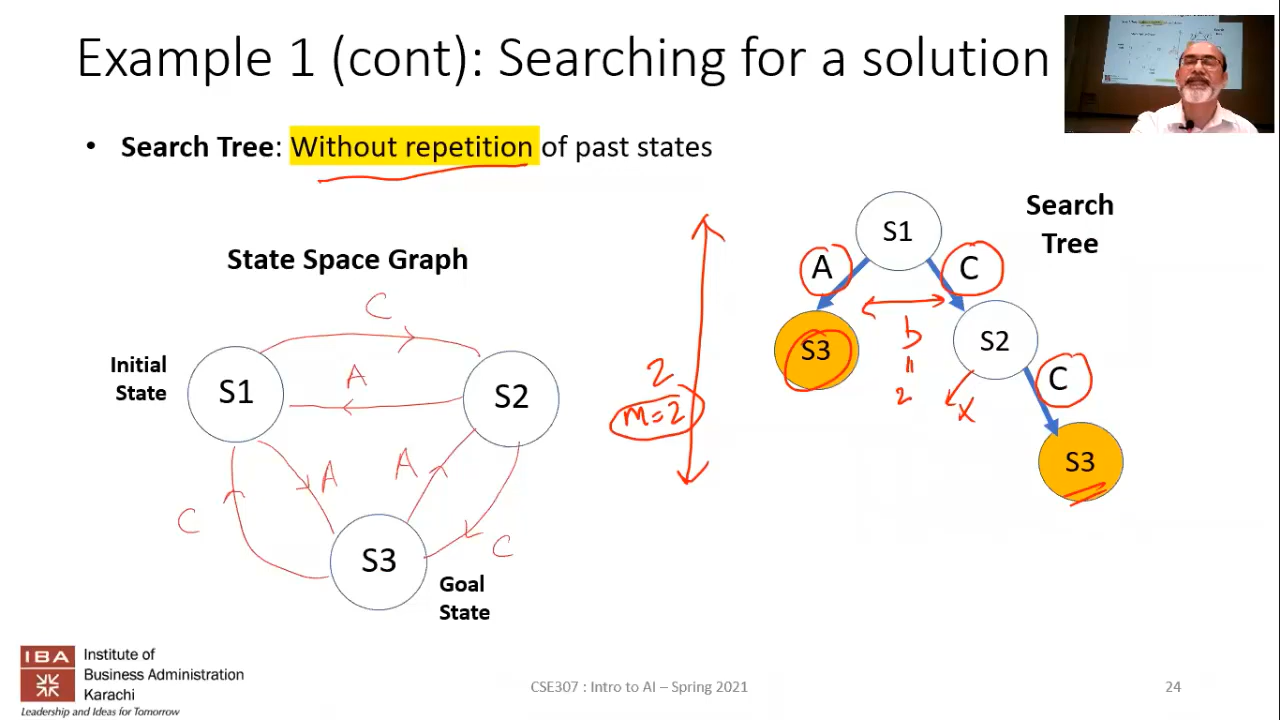 Example 1 (cont): Searching for a solution
• Search Tree: Without repetition of past states
State Space Graph
C
Initial
State
S1
A
S2
A
A
C
C
S3
Goal
State
2
m=2
Search
Tree
S1
A
C
S3
b
=
2
S2
C
x
S3
IBA
Institute of
Business Administration
Karachi
Leadership and Ideas for Tomorrow
CSE307 : Intro to AI – Spring 2021
24